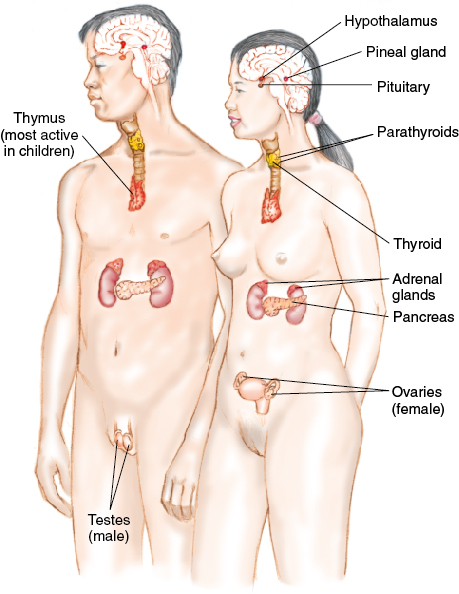 Hypothalamus
Pineal gland
Pituitary
Thymus
(most active
in children)
Parathyroids
Thyroid
Adrenal
glands
Pancreas
Ovaries
(female)
Testes
(male)